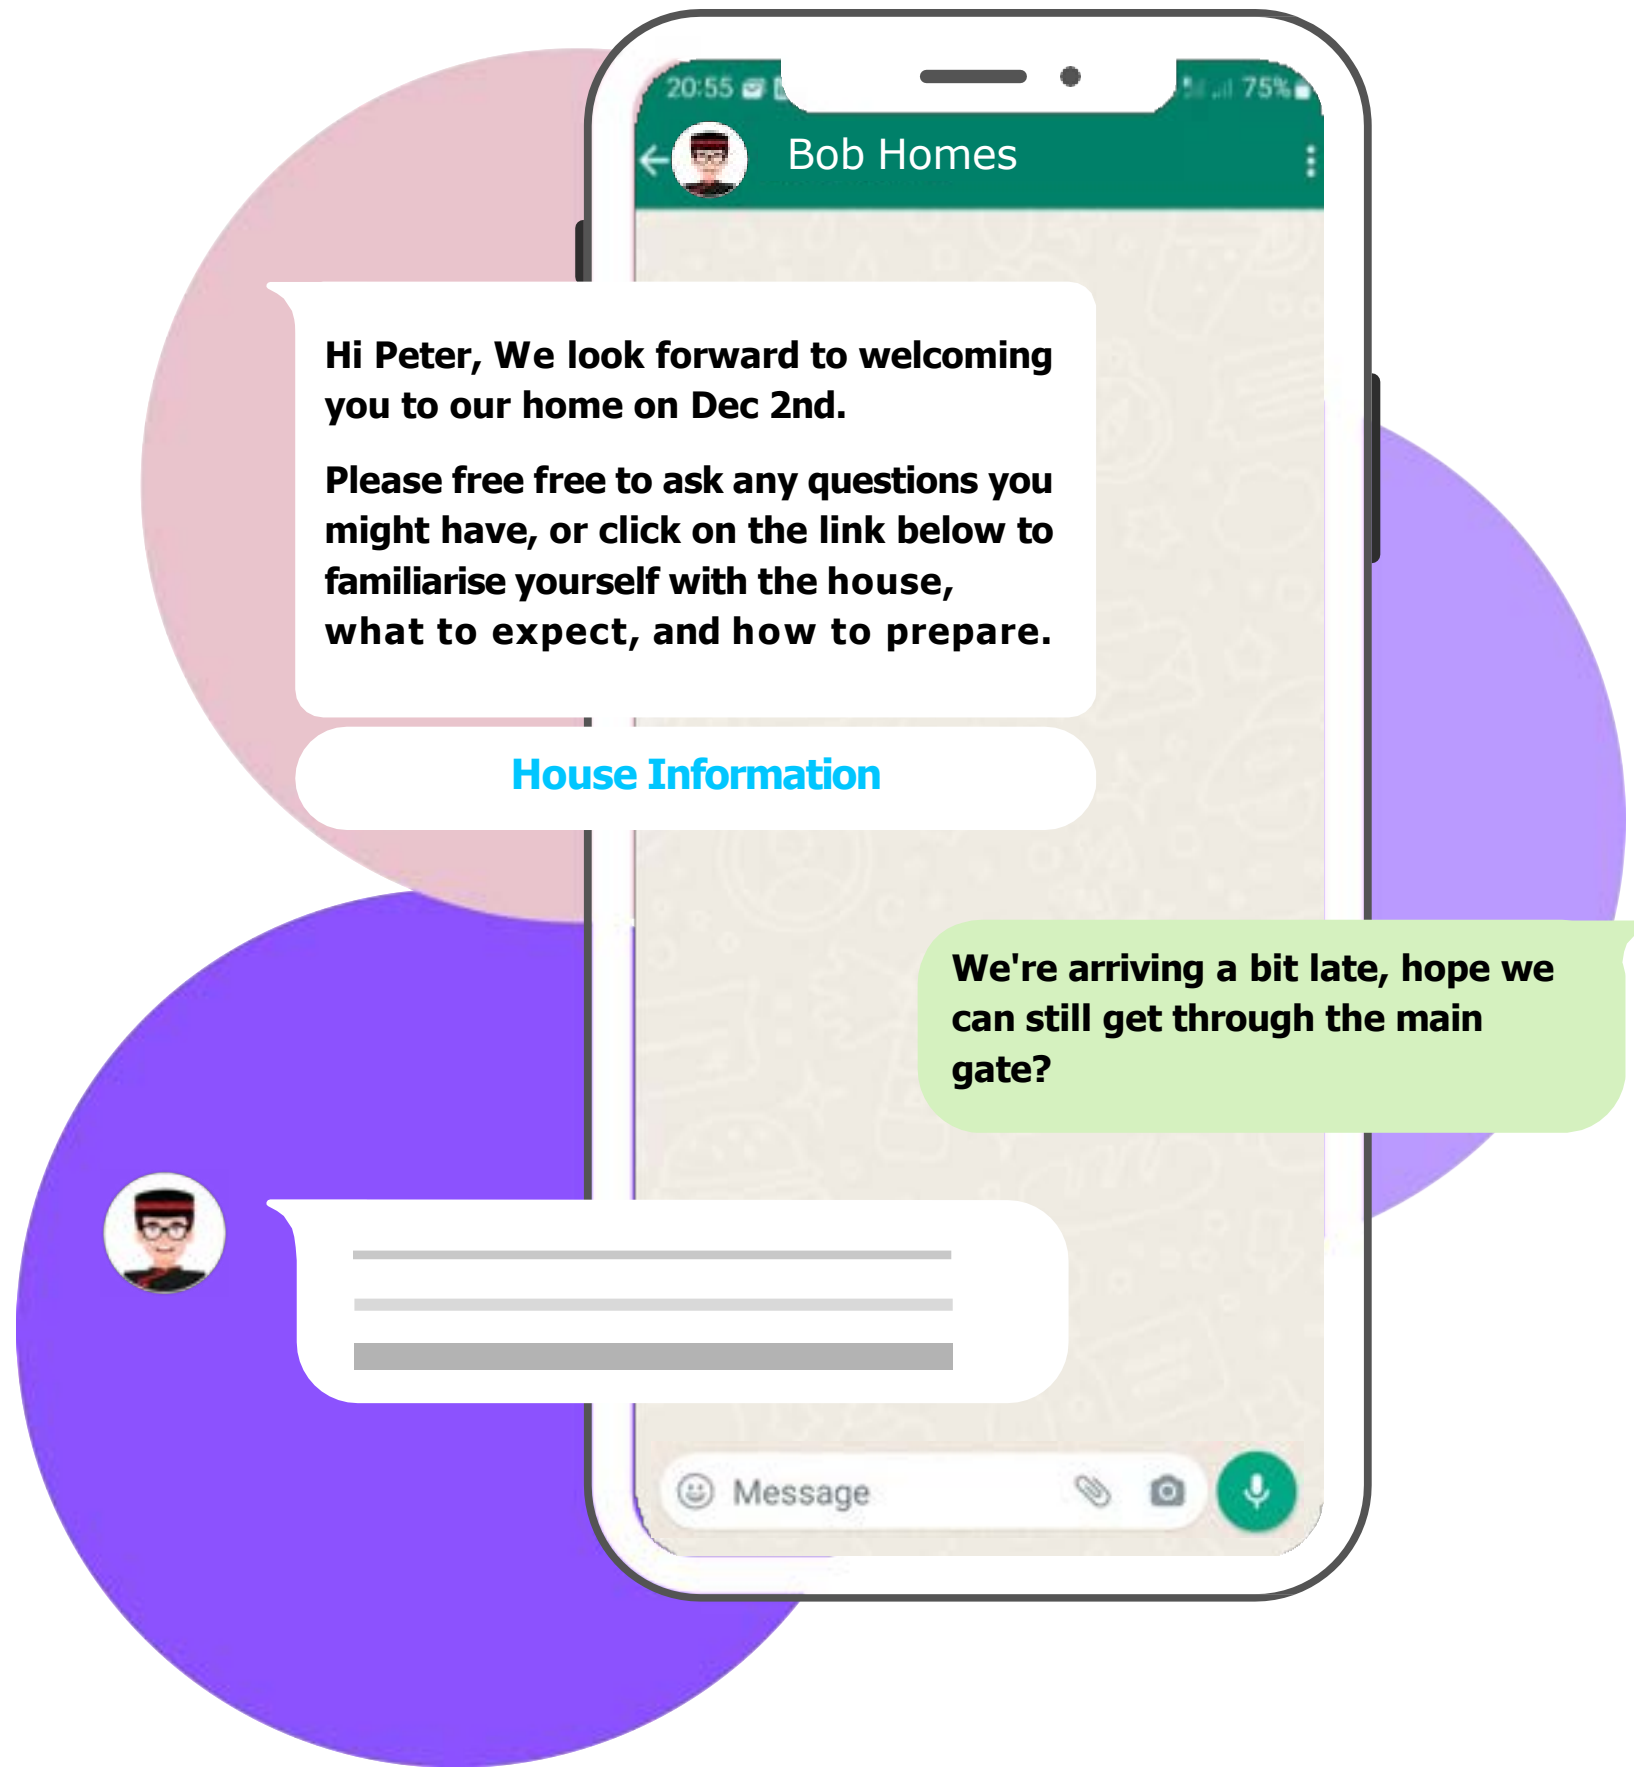 20:55
75%
Bob Homes
Hi Peter, We look forward to welcoming
you to our home on Dec 2nd.
Please free free to ask any questions you
might have, or click on the link below to
familiarise yourself with the house,
what to expect, and how to prepare.
House Information
We're arriving a bit late, hope we
can still get through the main
gate?
Message